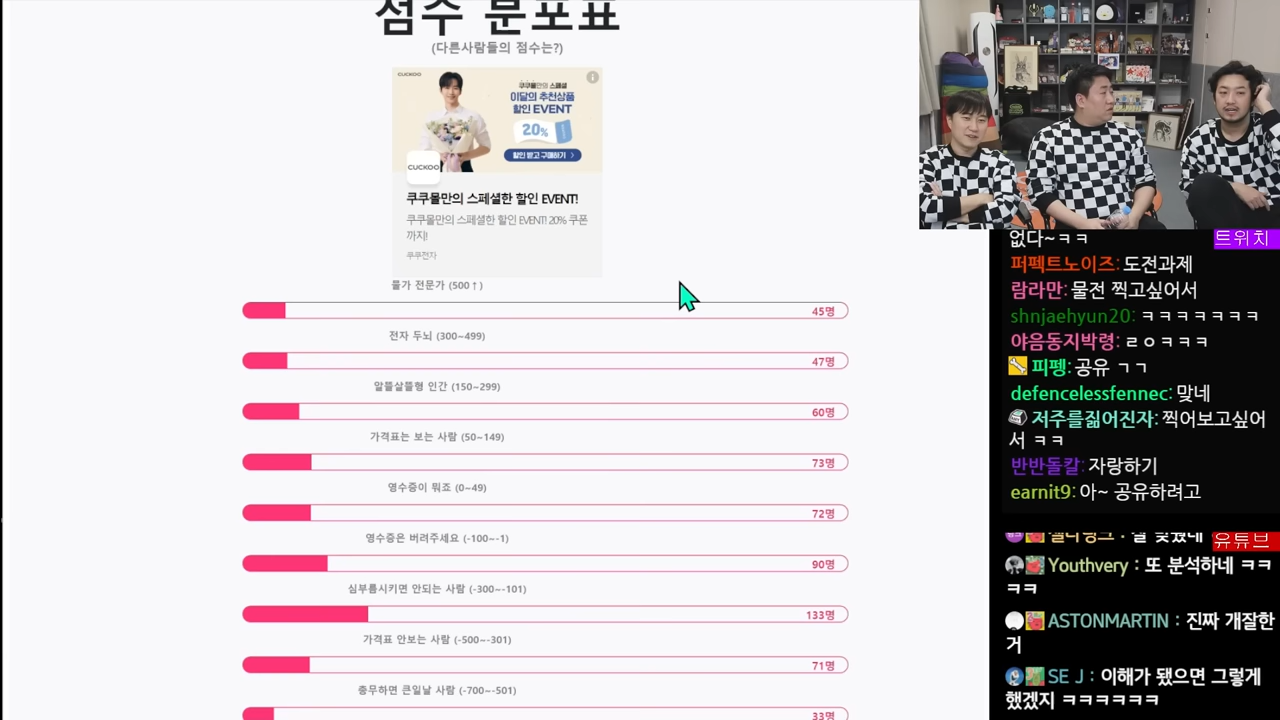 점수 분포표
(다른사람들의 점수는?)
CUCKOO
쿠쿠몰만의 스페셜
이달의 추천상품
할인 EVENT
20%
할인 받고 구매하기 >
CUCKOO
쿠쿠몰만의 스페셜한 할인 EVENT!
쿠쿠몰만의 스페셜한 할인 EVENT! 20% 쿠폰
까지!
쿠쿠전자
물가 전문가 (500↑)
45명
전자 두뇌 (300~499)
47명
알뜰살뜰형 인간 (150~299)
60명
가격표는 보는 사람 (50~149)
73명
영수증이 뭐죠 (0~49)
72명
영수증은 버려주세요 (-100~-1)
90명
심부름시키면 안되는 사람 (-300~-101)
133명
가격표 안보는 사람 (-500~-301)
71명
총무하면 큰일날 사람 (-700~-501)
33명
없다~ㅋㅋ
트위치
퍼펙트노이즈: 도전과제
람라만: 물전 찍고싶어서
shnjaehyun20: ㅋㅋㅋㅋㅋㅋㅋ
야음동지박령: ㄹㅇㅋㅋㅋ
피펭: 공유 ㄱㄱ
defencelessfennec: 맞네
저주를짊어진자: 찍어보고싶어
서 ㅋㅋ
반반돌칼: 자랑하기
earnit9: 아~ 공유하려고
유튜브
Youthvery : 또 분석하네 ㅋㅋ
ㅋㅋ
ASTONMARTIN : 진짜 개잘한
거
SE J : 이해가 됐으면 그렇게
했겠지 ㅋㅋㅋㅋㅋㅋ